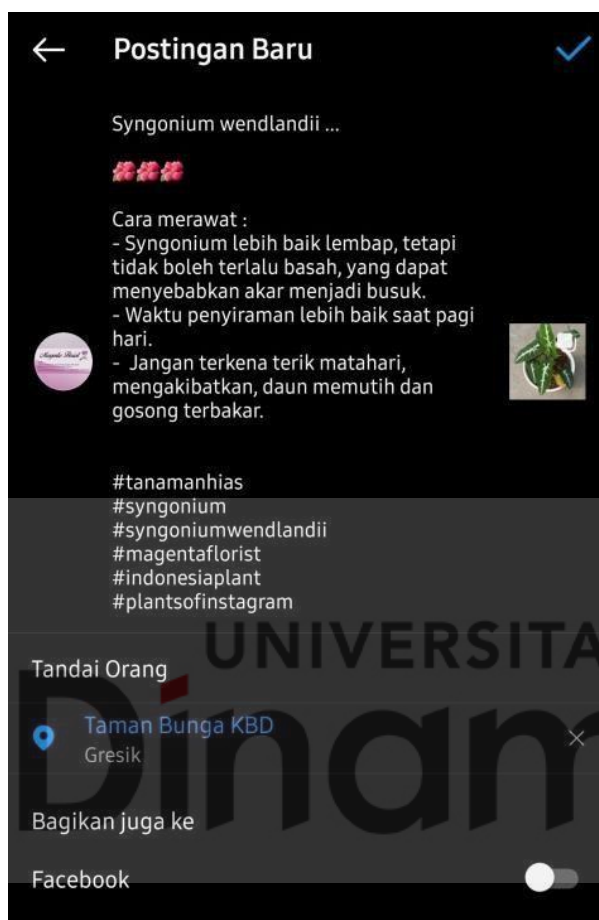 Postingan Baru
Syngonium wendlandii ...
🌺🌺🌺
Cara merawat :
- Syngonium lebih baik lembap, tetapi
tidak boleh terlalu basah, yang dapat
menyebabkan akar menjadi busuk.
- Waktu penyiraman lebih baik saat pagi
hari.
- Jangan terkena terik matahari,
mengakibatkan, daun memutih dan
gosong terbakar.
#tanamanhias
#syngonium
#syngoniumwendlandii
#magentaflorist
#indonesiaplant
#plantsofinstagram
UNIVERSITA
Dinam
Tandai Orang
Taman Bunga KBD
Gresik
Bagikan juga ke
Facebook